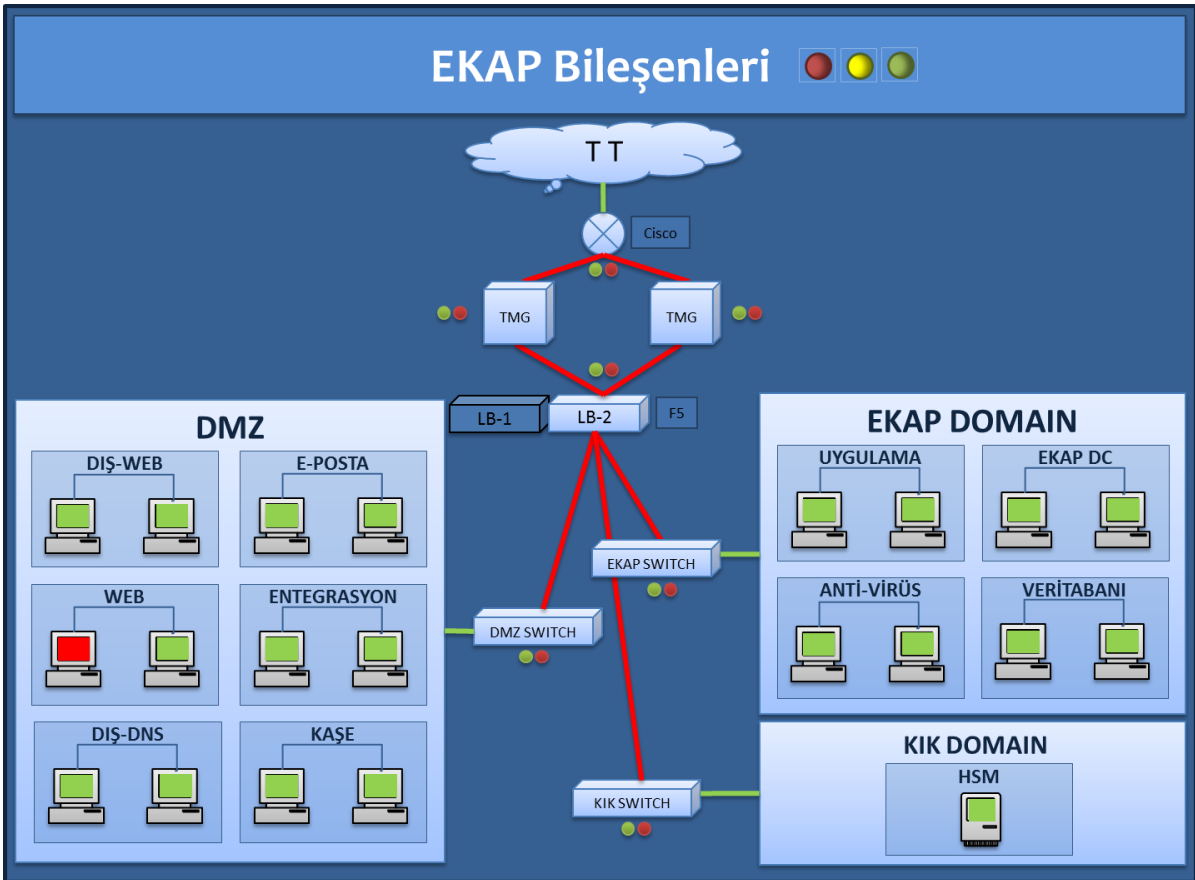 EKAP Bileşenleri
T T
Cisco
TMG
TMG
LB-1
LB-2
F5
DMZ
DIŞ-WEB
E-POSTA
WEB
ENTEGRASYON
DIŞ-DNS
KAŞE
EKAP SWITCH
DMZ SWITCH
KIK SWITCH
EKAP DOMAIN
UYGULAMA
EKAP DC
ANTİ-VİRÜS
VERİTABANI
KIK DOMAIN
HSM